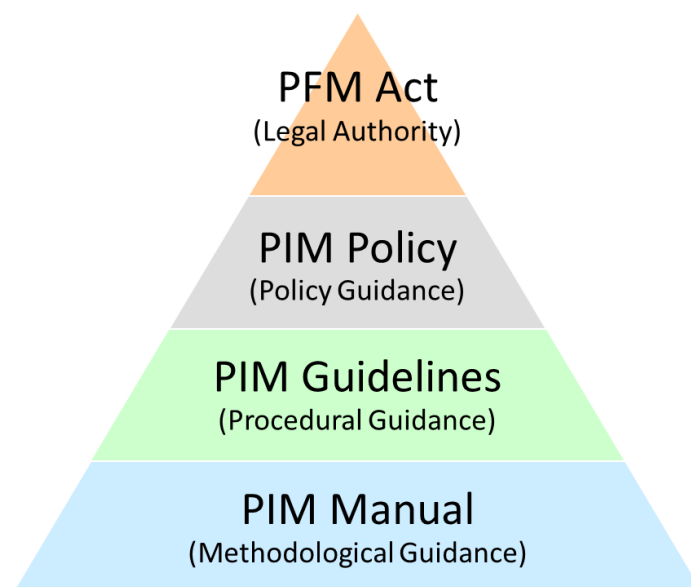 PFM Act
(Legal Authority)
PIM Policy
(Policy Guidance)
PIM Guidelines
(Procedural Guidance)
PIM Manual
(Methodological Guidance)